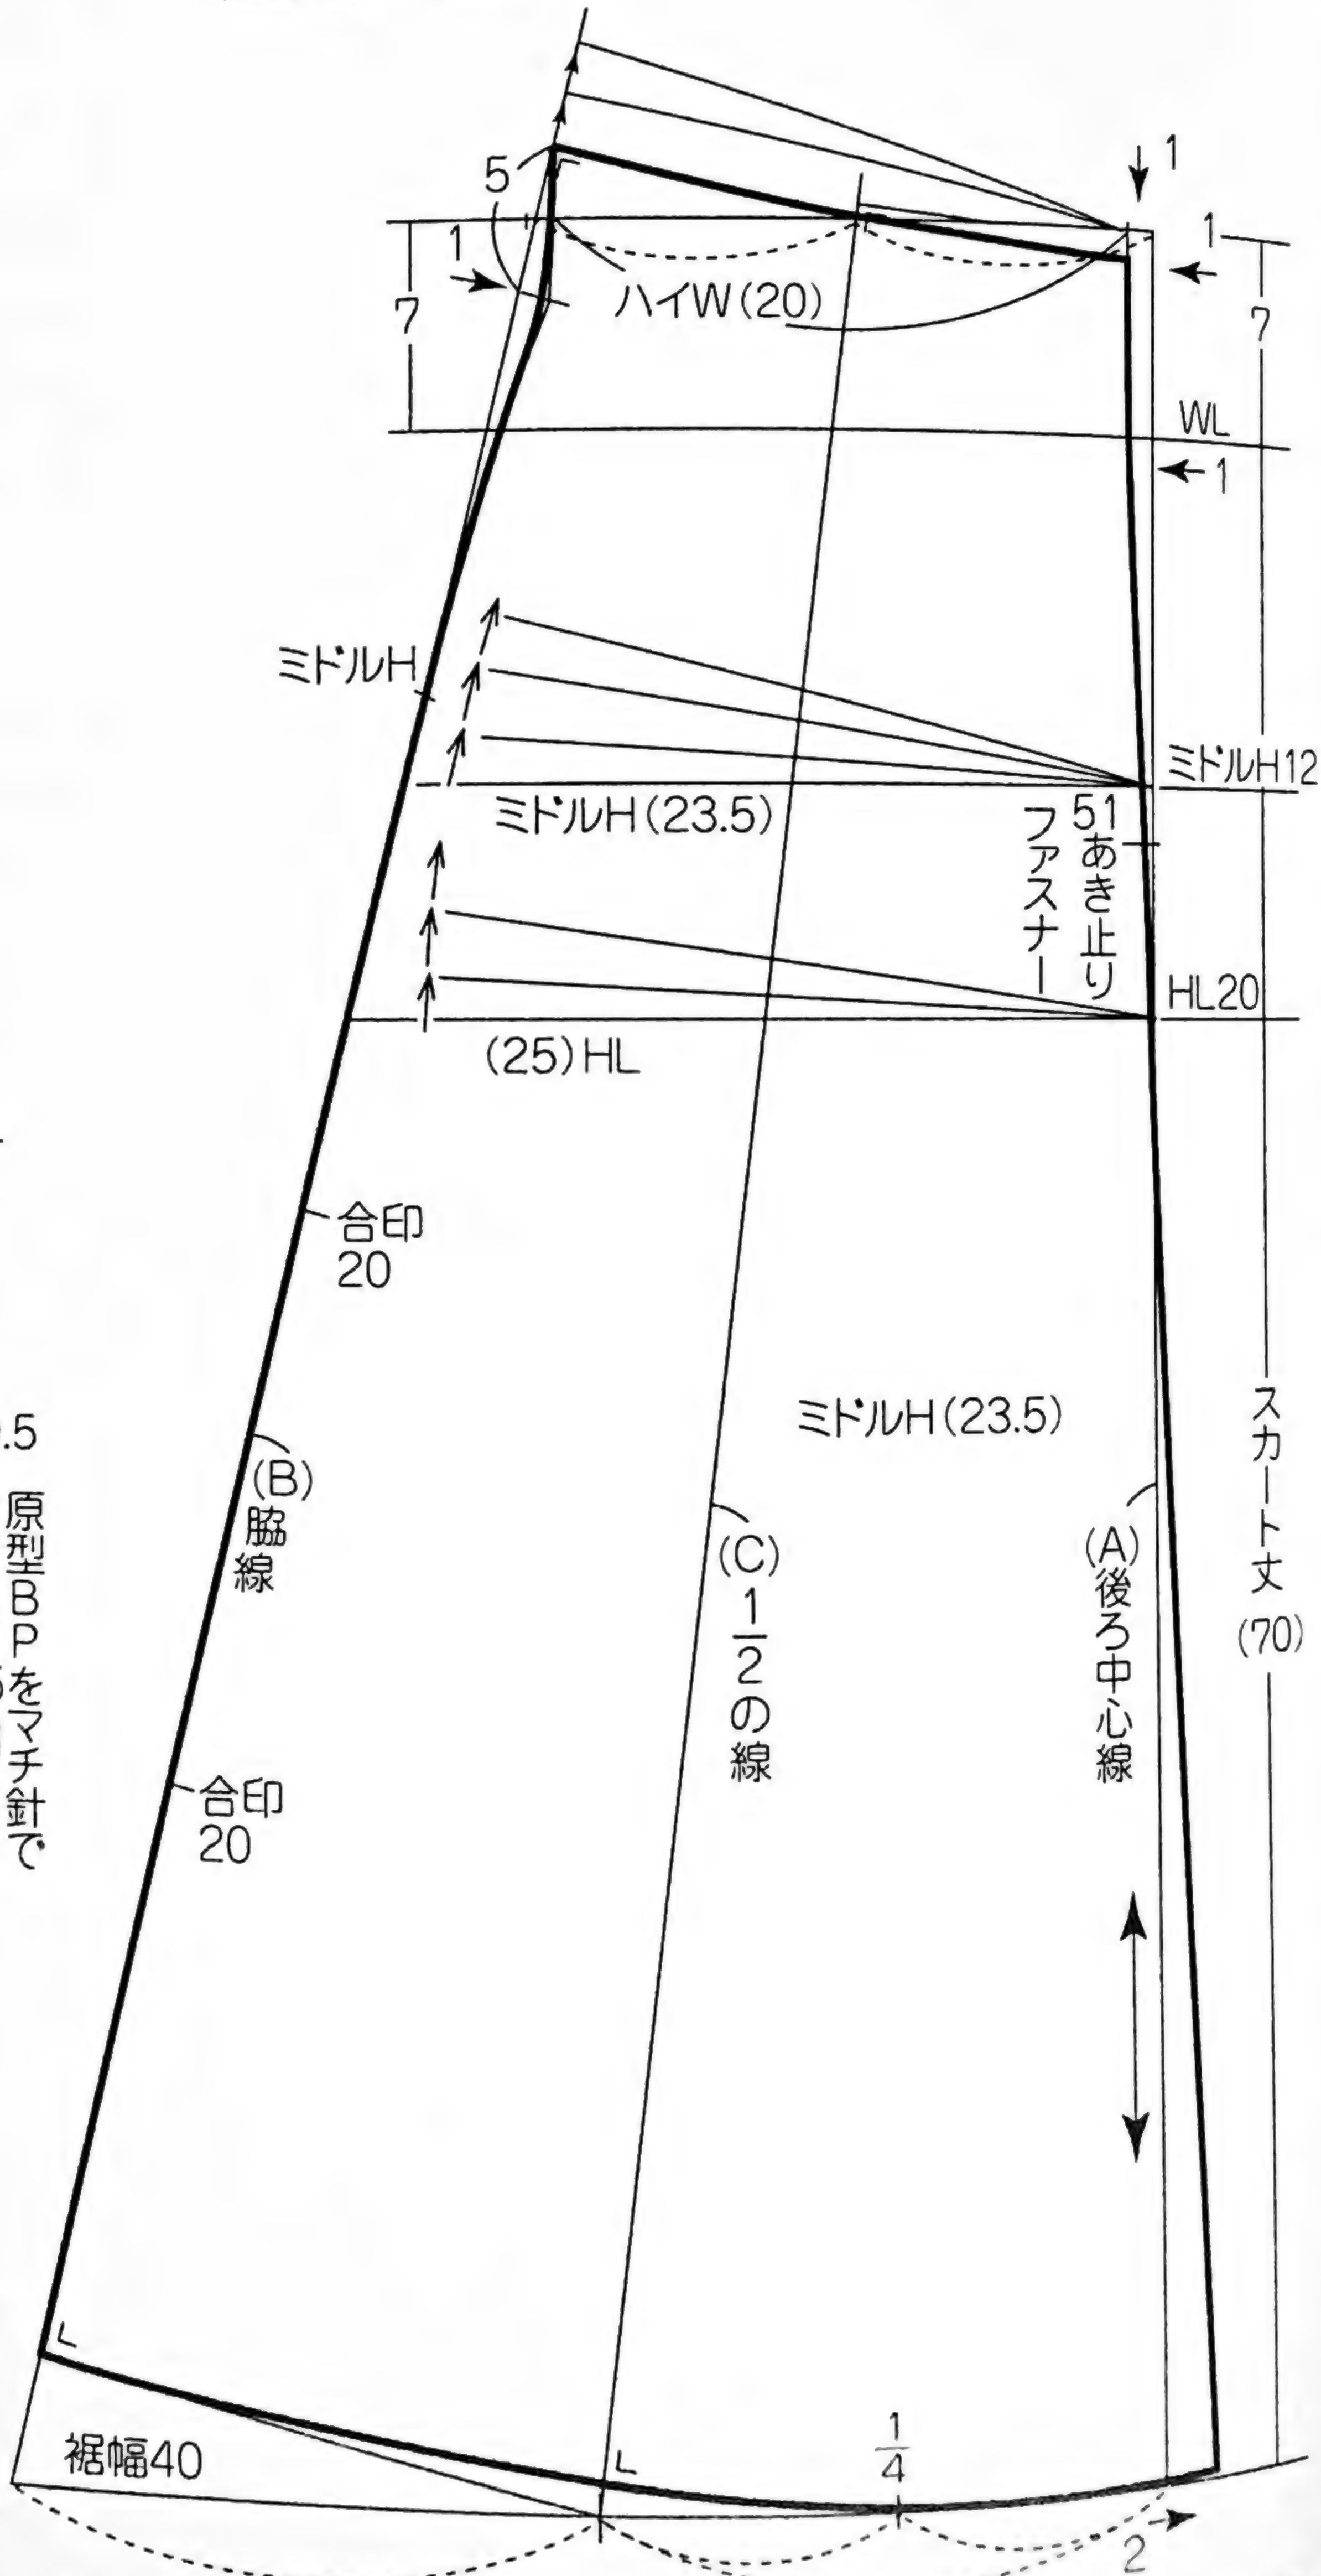 1
5
1
1
7
ハイW(20)
7
WL
1
ミドルH
ミドルH12
ミドルH(23.5)
51あき止り
ファスナー
HL20
(25)HL
合印
20
.5
原型BPをマチ針で
ミドルH(23.5)
スカート丈
(70)
(B)
脇線
(C)
1/2の線
(A)
後ろ中心線
合印
20
裾幅40
1/4
2